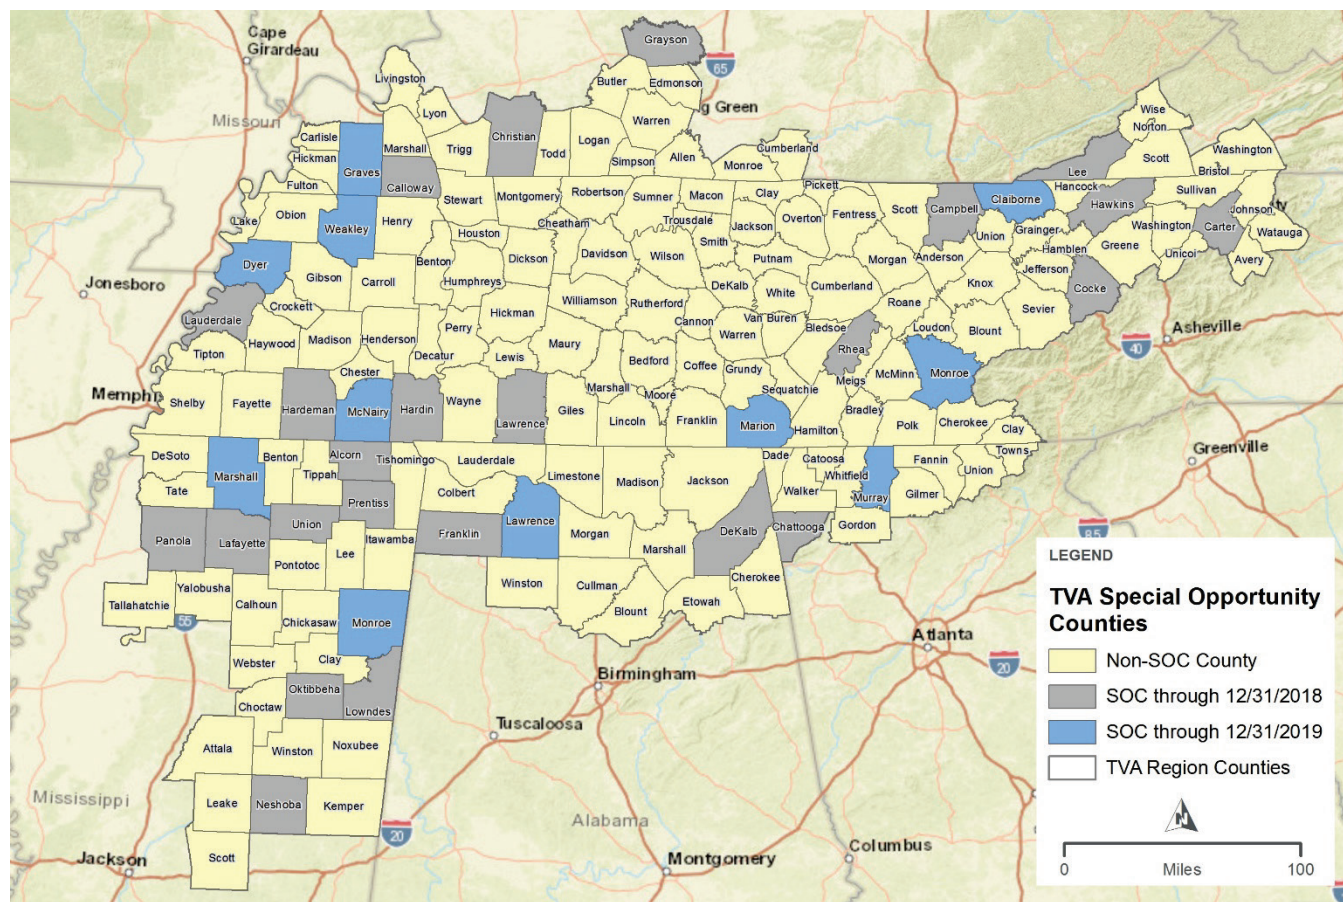 Cape
Girardeau
Grayson
65
Livingston
Butler
Edmonson
g Green
Lyon
Missouri
Carlisle
Marshall
Christian
Logan
Warren
Wise
Norton
Hickman
Graves
Trigg
Todd
Simpson
Allen
Monroe
Cumberland
Scott
Washington
Fulton
Calloway
Lee
Bristol
Lake
Obion
Weakley
Henry
Stewart
Montgomery
Robertson
Sumner
Macon
Clay
Pickett
Scott
Campbell
Claiborne
Hancock
Hawkins
Sullivan
Johnson
ty
Houston
Cheatham
Trousdale
Jackson
Overton
Fentress
Union
Grainger
Hamblen
Greene
Washington
Carter
Watauga
Dyer
Gibson
Carroll
Benton
Humphreys
Dickson
Davidson
Wilson
Smith
Putnam
Morgan
Anderson
Jefferson
Unicoi
Avery
Jonesboro
Crockett
Williamson
Rutherford
DeKalb
White
Cumberland
Roane
Knox
Cocke
Lauderdale
Haywood
Madison
Henderson
Decatur
Perry
Hickman
Lewis
Maury
Cannon
Warren
Van Buren
Bledsoe
Loudon
Blount
Sevier
Asheville
40
Tipton
Bedford
Coffee
Grundy
Rhea
Meigs
McMinn
Monroe
Memph
Chester
Marshall
Moore
Sequatchie
Shelby
Fayette
Hardeman
McNairy
Hardin
Wayne
Lawrence
Giles
Lincoln
Franklin
Marion
Hamilton
Bradley
Polk
Cherokee
Clay
Greenville
DeSoto
Marshall
Benton
Alcorn
Tippah
Tishomingo
Lauderdale
Limestone
Madison
Jackson
Dade
Catoosa
Whitfield
Fannin
Towns
Union
Tate
Prentiss
Colbert
Walker
Murray
Gilmer
Panola
Lafayette
Union
Franklin
Lawrence
Morgan
Marshall
DeKalb
Chattooga
Gordon
85
Pontotoc
Lee
Itawamba
Tallahatchie
Yalobusha
Calhoun
Chickasaw
Monroe
Winston
Cullman
Blount
Etowah
Cherokee
55
Webster
Clay
Atlanta
20
Oktibbeha
Choctaw
Lowndes
Birmingham
Tuscaloosa
Attala
Winston
Noxubee
Mississippi
Leake
Neshoba
Kemper
20
Alabama
Scott
Jackson
Montgomery
Columbus
LEGEND
TVA Special Opportunity
Counties
Non-SOC County
SOC through 12/31/2018
SOC through 12/31/2019
TVA Region Counties
N
0
100
Miles